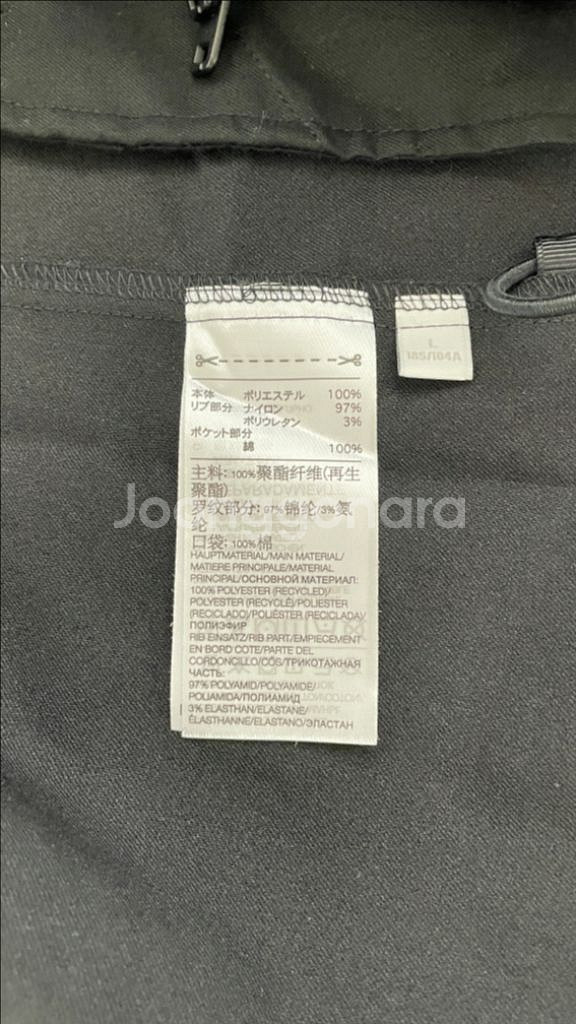 L
185/104A
本体 ポリエステル 100%
リブ部分 ナイロン 97%
ポリウレタン 3%
ポケット部分
綿 100%
主料: 100%聚酯纤维(再生
聚酯)
罗纹部分: 97%锦纶/3%氨
纶
口袋: 100%棉
HAUPTMATERIAL/MAIN MATERIAL/
MATIERE PRINCIPALE/MATERIAL
PRINCIPAL/ОСНОВНОЙ МАТЕРИАЛ:
100% POLYESTER (RECYCLED)/
POLYESTER (RECYCLÉ)/POLIESTER
(RECICLADO)/POLIÉSTER (RECICLADA)/
ПОЛИЭФИР
RIB EINSATZ/RIB PART/EMPIECEMENT
EN BORD COTE/PARTE DEL
CORDONCILLO/CÓS/ТРИКОТАЖНАЯ
ЧАСТЬ:
97% POLYAMID/POLYAMIDE/
POLIAMIDA/ПОЛИАМИД
3% ELASTHAN/ELASTANE/
ÉLASTHANNE/ELASTANO/ЭЛАСТАН
Joonggonara